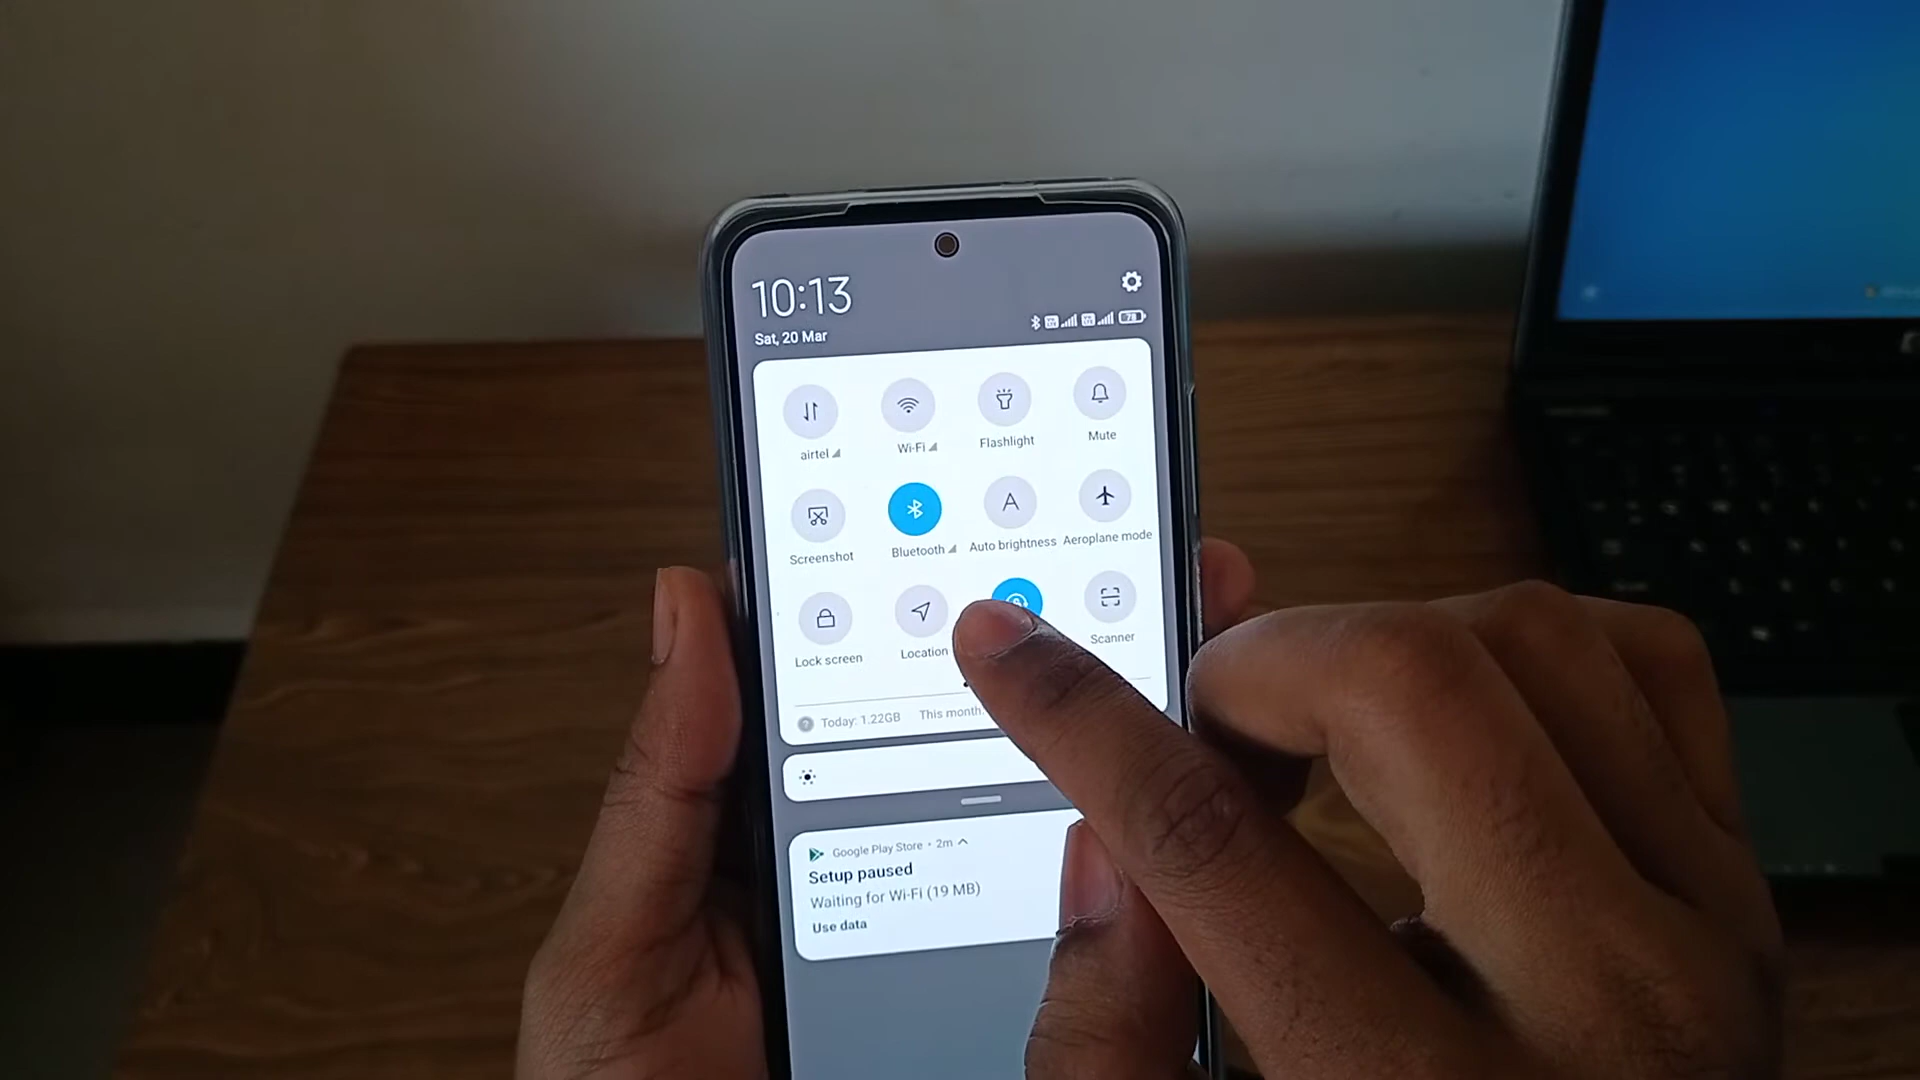 10:13
Sat, 20 Mar
78
airtel
Wi-Fi
Flashlight
Mute
Screenshot
Bluetooth
Auto brightness
Aeroplane mode
Lock screen
Location
Scanner
? Today: 1.22GB This month:
Google Play Store • 2m
Setup paused
Waiting for Wi-Fi (19 MB)
Use data